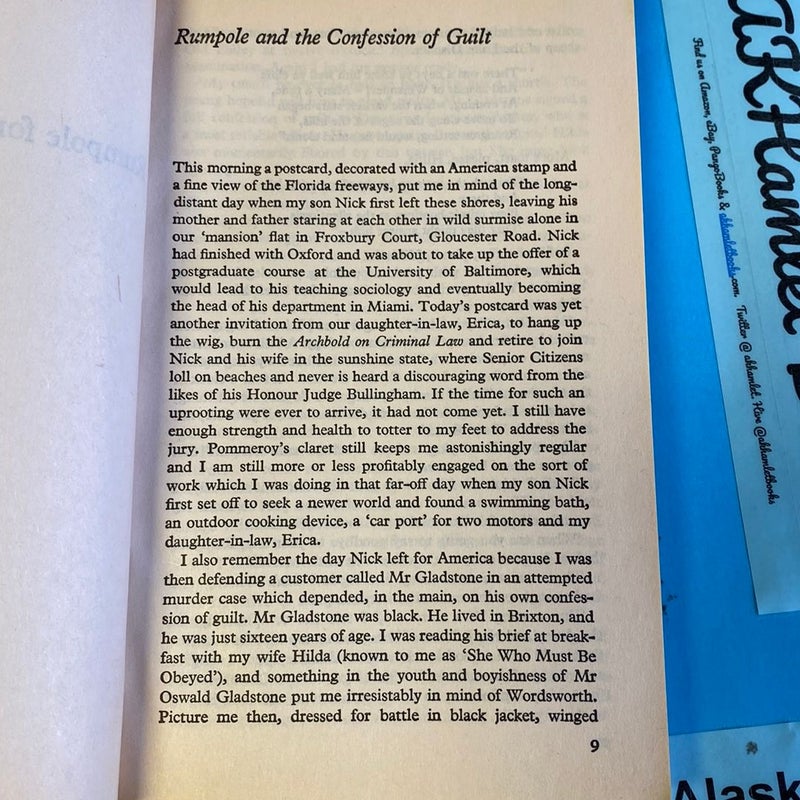 Rumpole and the Confession of Guilt
This morning a postcard, decorated with an American stamp and
a fine view of the Florida freeways, put me in mind of the long-
distant day when my son Nick first left these shores, leaving his
mother and father staring at each other in wild surmise alone in
our ‘mansion’ flat in Froxbury Court, Gloucester Road. Nick
had finished with Oxford and was about to take up the offer of a
postgraduate course at the University of Baltimore, which
would lead to his teaching sociology and eventually becoming
the head of his department in Miami. Today’s postcard was yet
another invitation from our daughter-in-law, Erica, to hang up
the wig, burn the Archbold on Criminal Law and retire to join
Nick and his wife in the sunshine state, where Senior Citizens
loll on beaches and never is heard a discouraging word from the
likes of his Honour Judge Bullingham. If the time for such an
uprooting were ever to arrive, it had not come yet. I still have
enough strength and health to totter to my feet to address the
jury. Pommeroy’s claret still keeps me astonishingly regular
and I am still more or less profitably engaged on the sort of
work which I was doing in that far-off day when my son Nick
first set off to seek a newer world and found a swimming bath,
an outdoor cooking device, a ‘car port’ for two motors and my
daughter-in-law, Erica.
I also remember the day Nick left for America because I was
then defending a customer called Mr Gladstone in an attempted
murder case which depended, in the main, on his own confes-
sion of guilt. Mr Gladstone was black. He lived in Brixton, and
he was just sixteen years of age. I was reading his brief at break-
fast with my wife Hilda (known to me as ‘She Who Must Be
Obeyed’), and something in the youth and boyishness of Mr
Oswald Gladstone put me irresistibly in mind of Wordsworth.
Picture me then, dressed for battle in black jacket, winged
9
AKHamlet
Find us on Amazon, eBay, PangoBooks & akhamletbooks.com. Twitter @ akhamlet. Hive @akhamletbooks
Alask